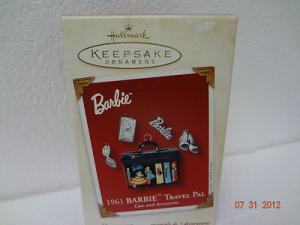 Hallmark
KEEPSAKE
ORNAMENT
Barbie
Barbie
1961 BARBIE™ TRAVEL PAL
Case and Accessories
07 31 2012